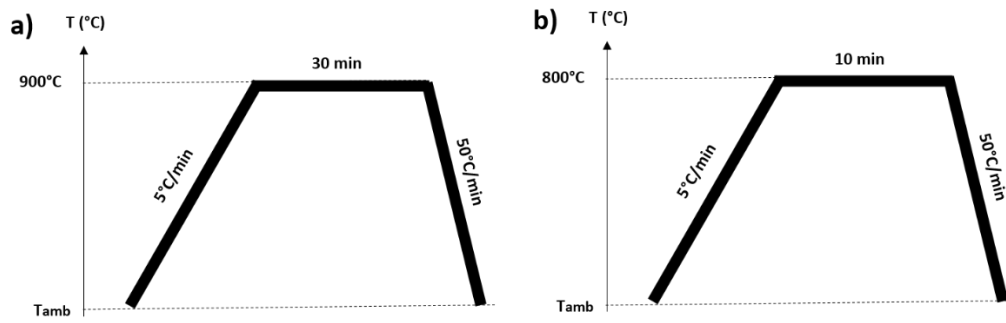 a)
T (°C)
900°C
30 min
5°C/min
50°C/min
Tamb
b)
T (°C)
800°C
10 min
5°C/min
50°C/min
Tamb